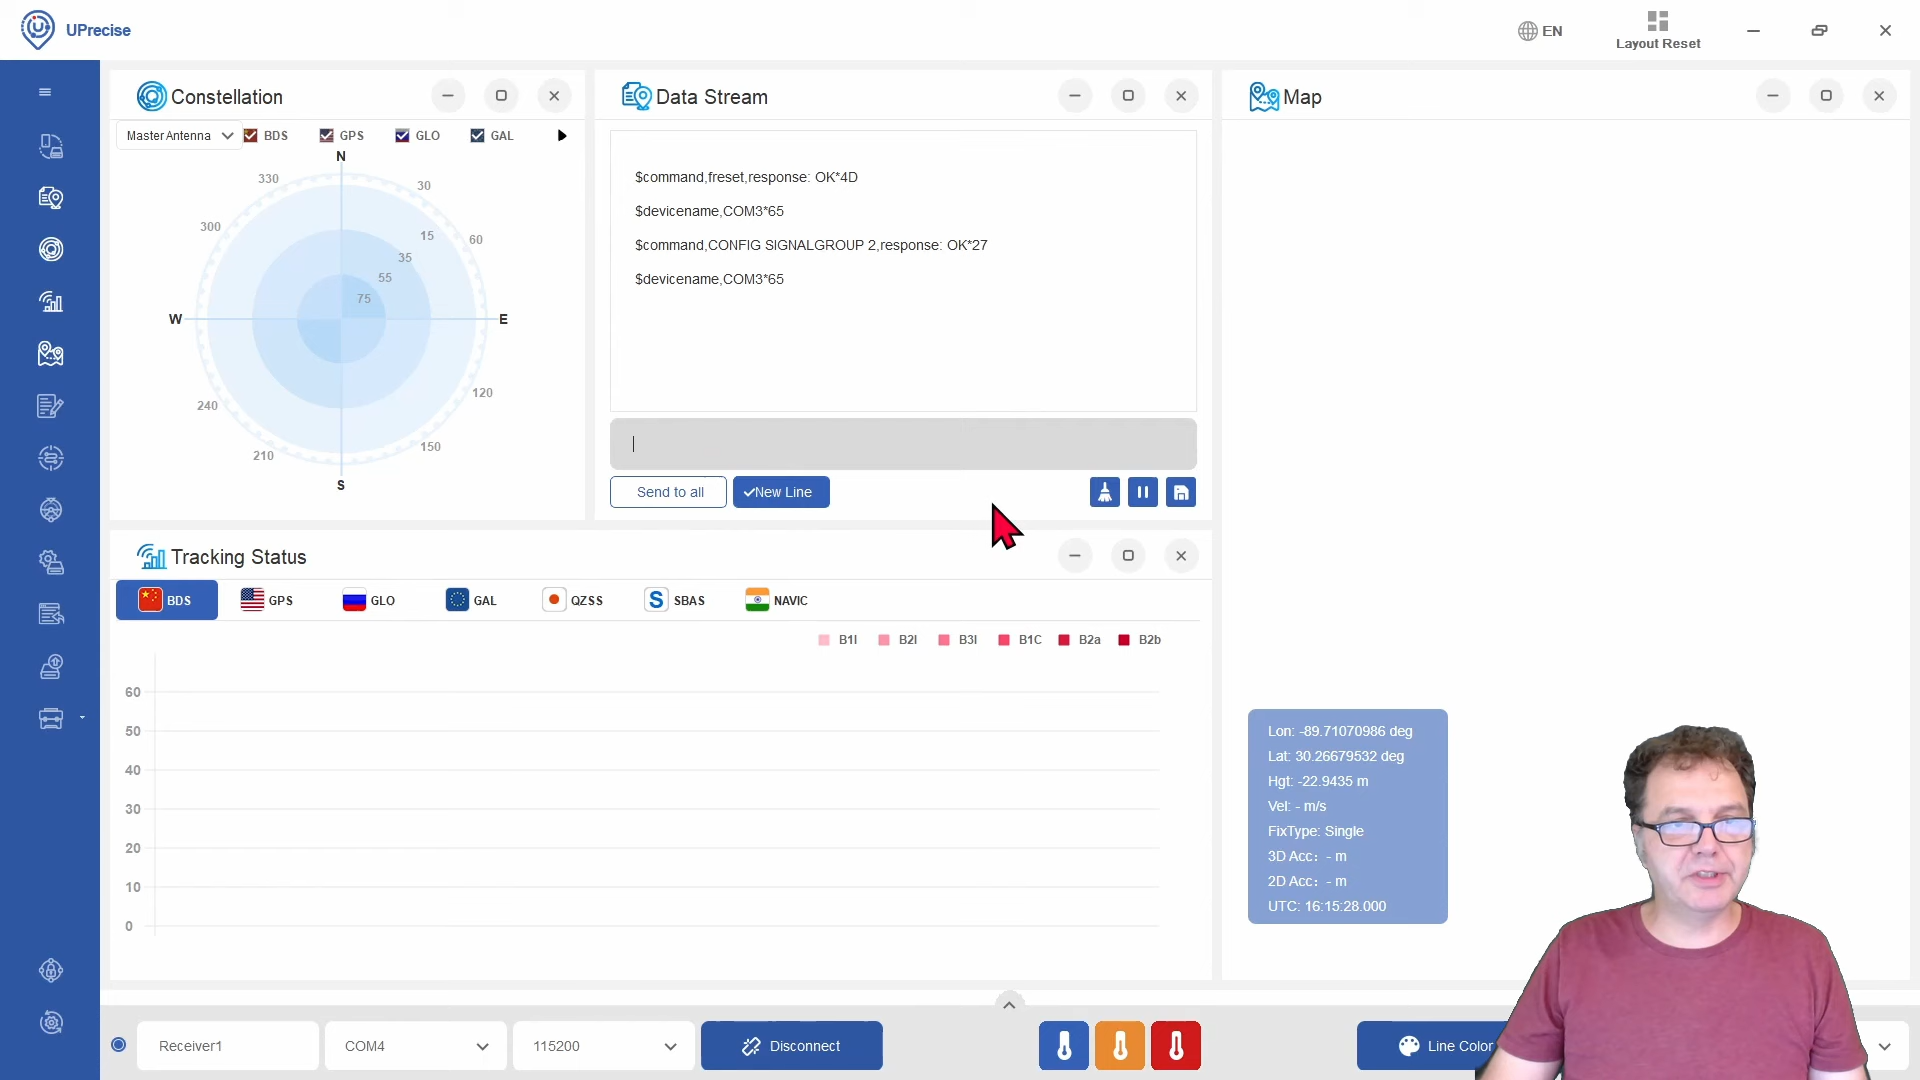 UPrecise
EN
Layout Reset
Constellation
Master Antenna
BDS
GPS
GLO
GAL
N
330
30
300
15
60
35
55
75
W
E
240
120
210
150
S
Data Stream
$command,freset,response: OK*4D
$devicename,COM3*65
$command,CONFIG SIGNALGROUP 2,response: OK*27
$devicename,COM3*65
Send to all
New Line
Map
Lon: -89.71070986 deg
Lat: 30.26679532 deg
Hgt: -22.9435 m
Vel: - m/s
FixType: Single
3D Acc: - m
2D Acc: - m
UTC: 16:15:28.000
Tracking Status
BDS
GPS
GLO
GAL
QZSS
S
SBAS
NAVIC
B1I
B2I
B3I
B1C
B2a
B2b
60
50
40
30
20
10
0
Receiver1
COM4
115200
Disconnect
Line Color